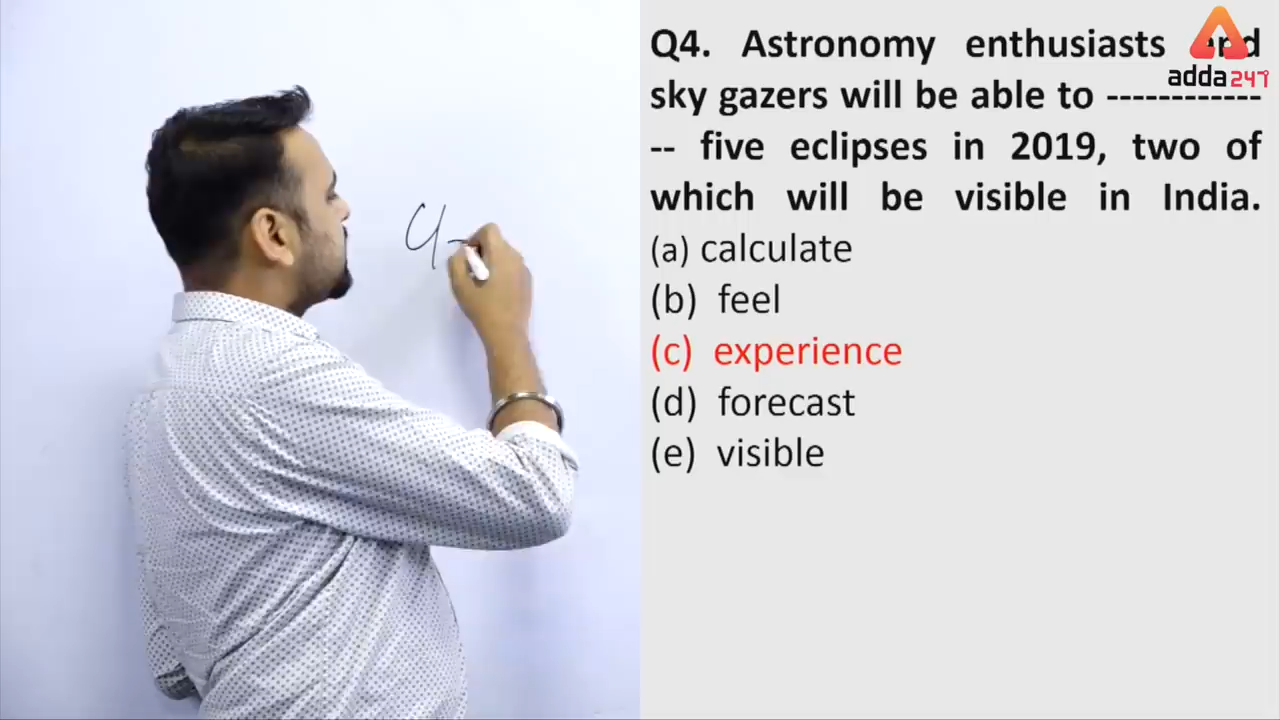 Q4. Astronomy enthusiasts and
sky gazers will be able to ------------
-- five eclipses in 2019, two of
which will be visible in India.
(a) calculate
(b) feel
(c) experience
(d) forecast
(e) visible
adda247
4